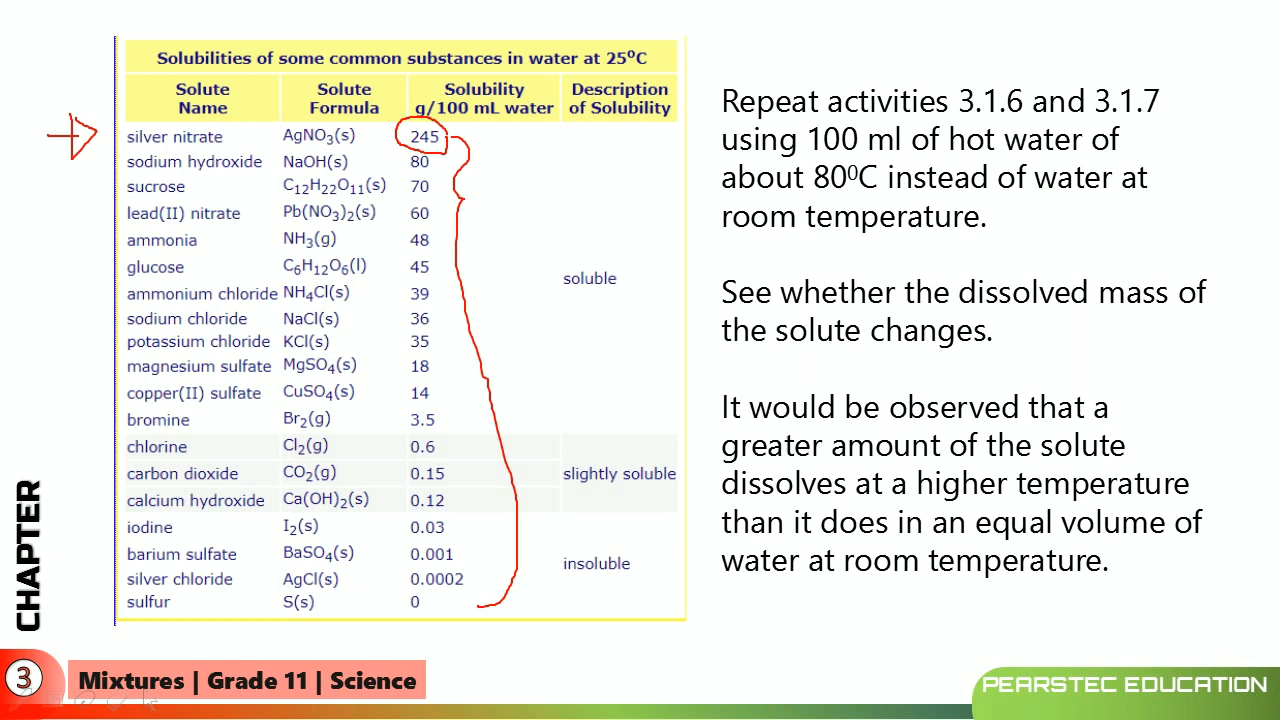 Solubilities of some common substances in water at 25⁰C
Solute Name | Solute Formula | Solubility g/100 mL water | Description of Solubility
silver nitrate AgNO₃(s) 245
sodium hydroxide NaOH(s) 80
sucrose C₁₂H₂₂O₁₁(s) 70
lead(II) nitrate Pb(NO₃)₂(s) 60
ammonia NH₃(g) 48
glucose C₆H₁₂O₆(l) 45
soluble
ammonium chloride NH₄Cl(s) 39
sodium chloride NaCl(s) 36
potassium chloride KCl(s) 35
magnesium sulfate MgSO₄(s) 18
copper(II) sulfate CuSO₄(s) 14
bromine Br₂(g) 3.5
chlorine Cl₂(g) 0.6
carbon dioxide CO₂(g) 0.15 slightly soluble
calcium hydroxide Ca(OH)₂(s) 0.12
iodine I₂(s) 0.03
barium sulfate BaSO₄(s) 0.001
insoluble
silver chloride AgCl(s) 0.0002
sulfur S(s) 0
Repeat activities 3.1.6 and 3.1.7
using 100 ml of hot water of
about 80⁰C instead of water at
room temperature.
See whether the dissolved mass of
the solute changes.
It would be observed that a
greater amount of the solute
dissolves at a higher temperature
than it does in an equal volume of
water at room temperature.
CHAPTER
3
Mixtures | Grade 11 | Science
PEARSTEC EDUCATION